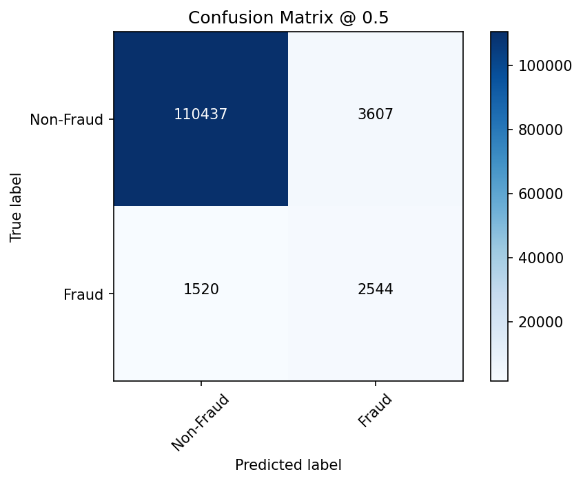 Confusion Matrix @ 0.5
Non-Fraud
110437
3607
Fraud
1520
2544
True label
Non-Fraud
Fraud
Predicted label
100000
80000
60000
40000
20000